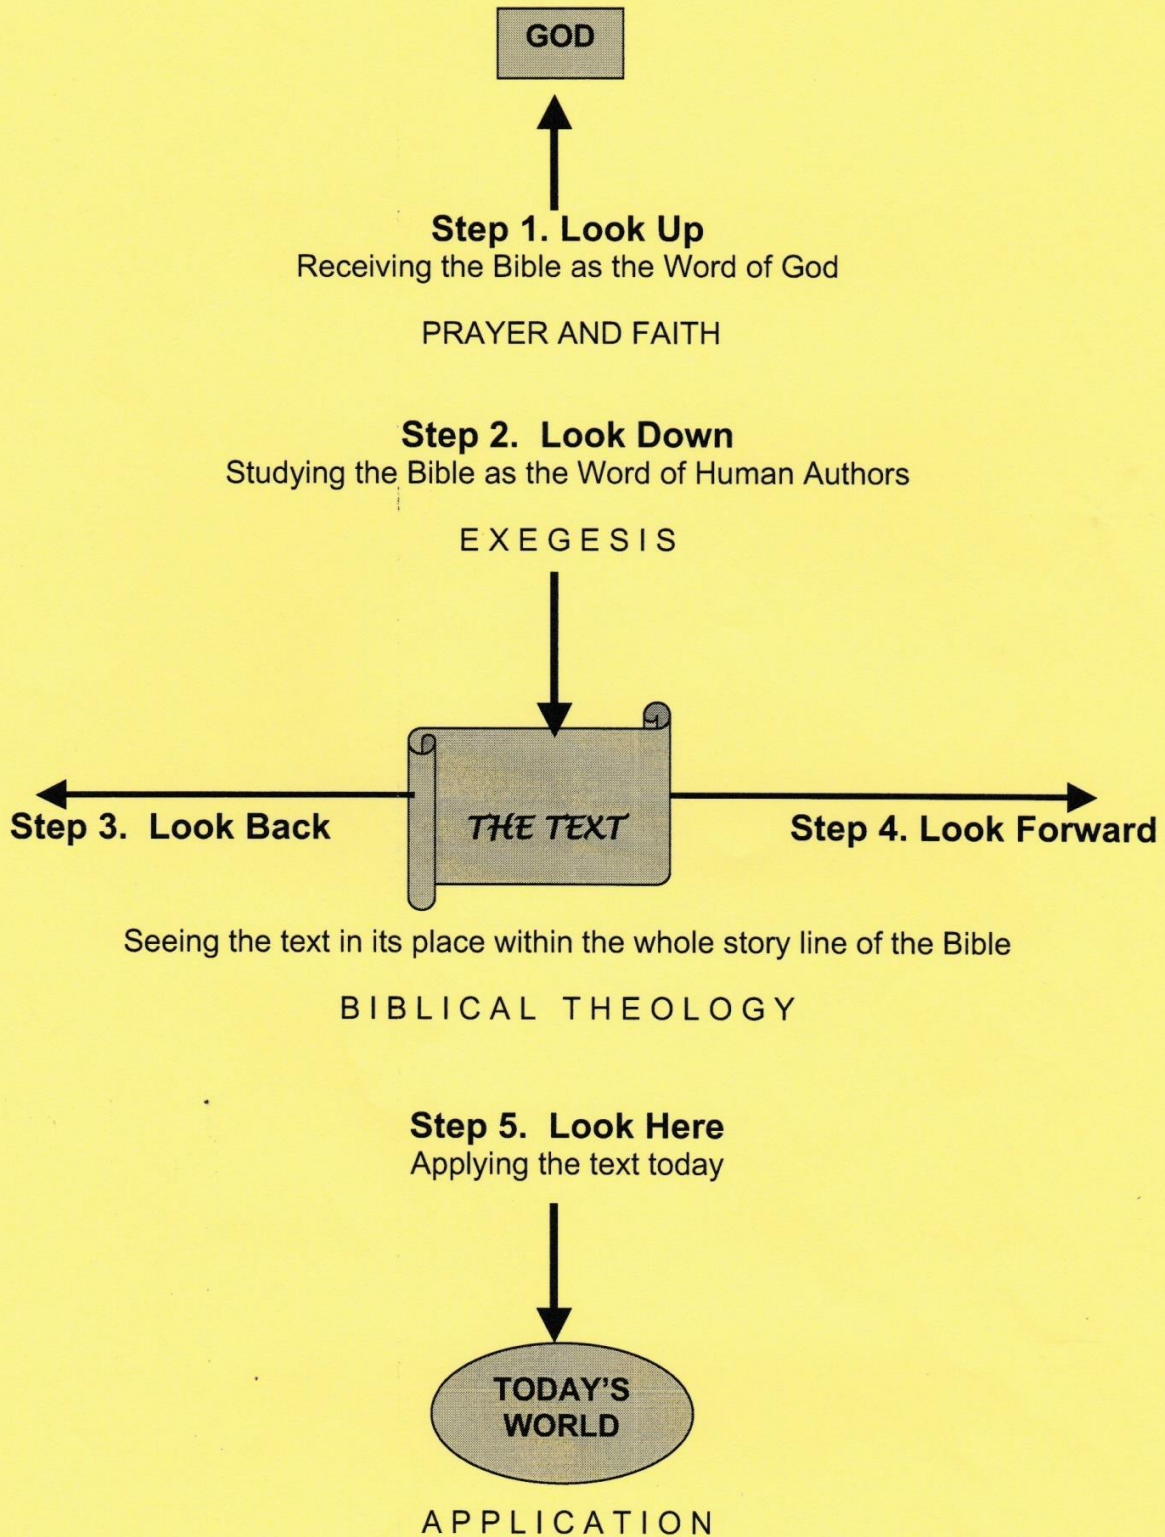 GOD
Step 1. Look Up
Receiving the Bible as the Word of God
PRAYER AND FAITH
Step 2. Look Down
Studying the Bible as the Word of Human Authors
EXEGESIS
THE TEXT
Step 3. Look Back
Step 4. Look Forward
Seeing the text in its place within the whole story line of the Bible
BIBLICAL THEOLOGY
Step 5. Look Here
Applying the text today
TODAY'S
WORLD
APPLICATION